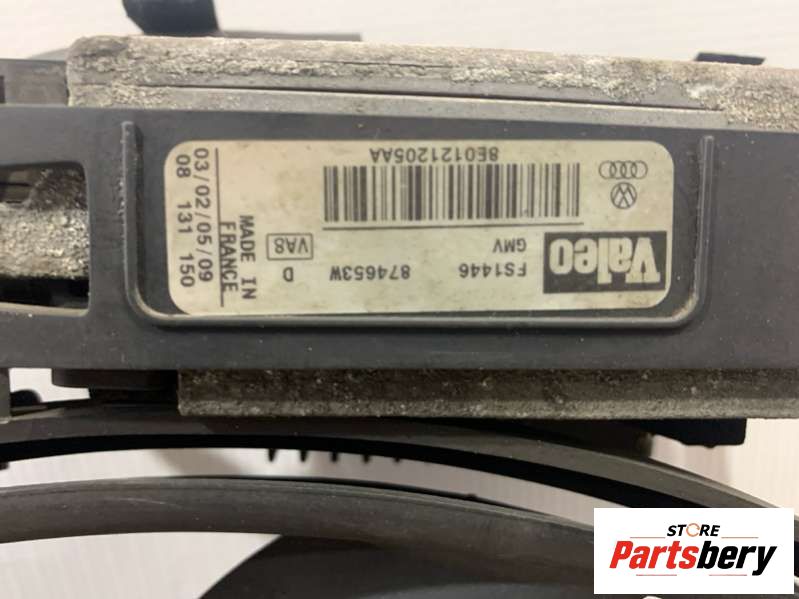 Valeo
FS1446
GMV
874653W
D
VA8
MADE IN
FRANCE
03/02/05/09
08 131 150
8E0121205AA
STORE
Partsbery